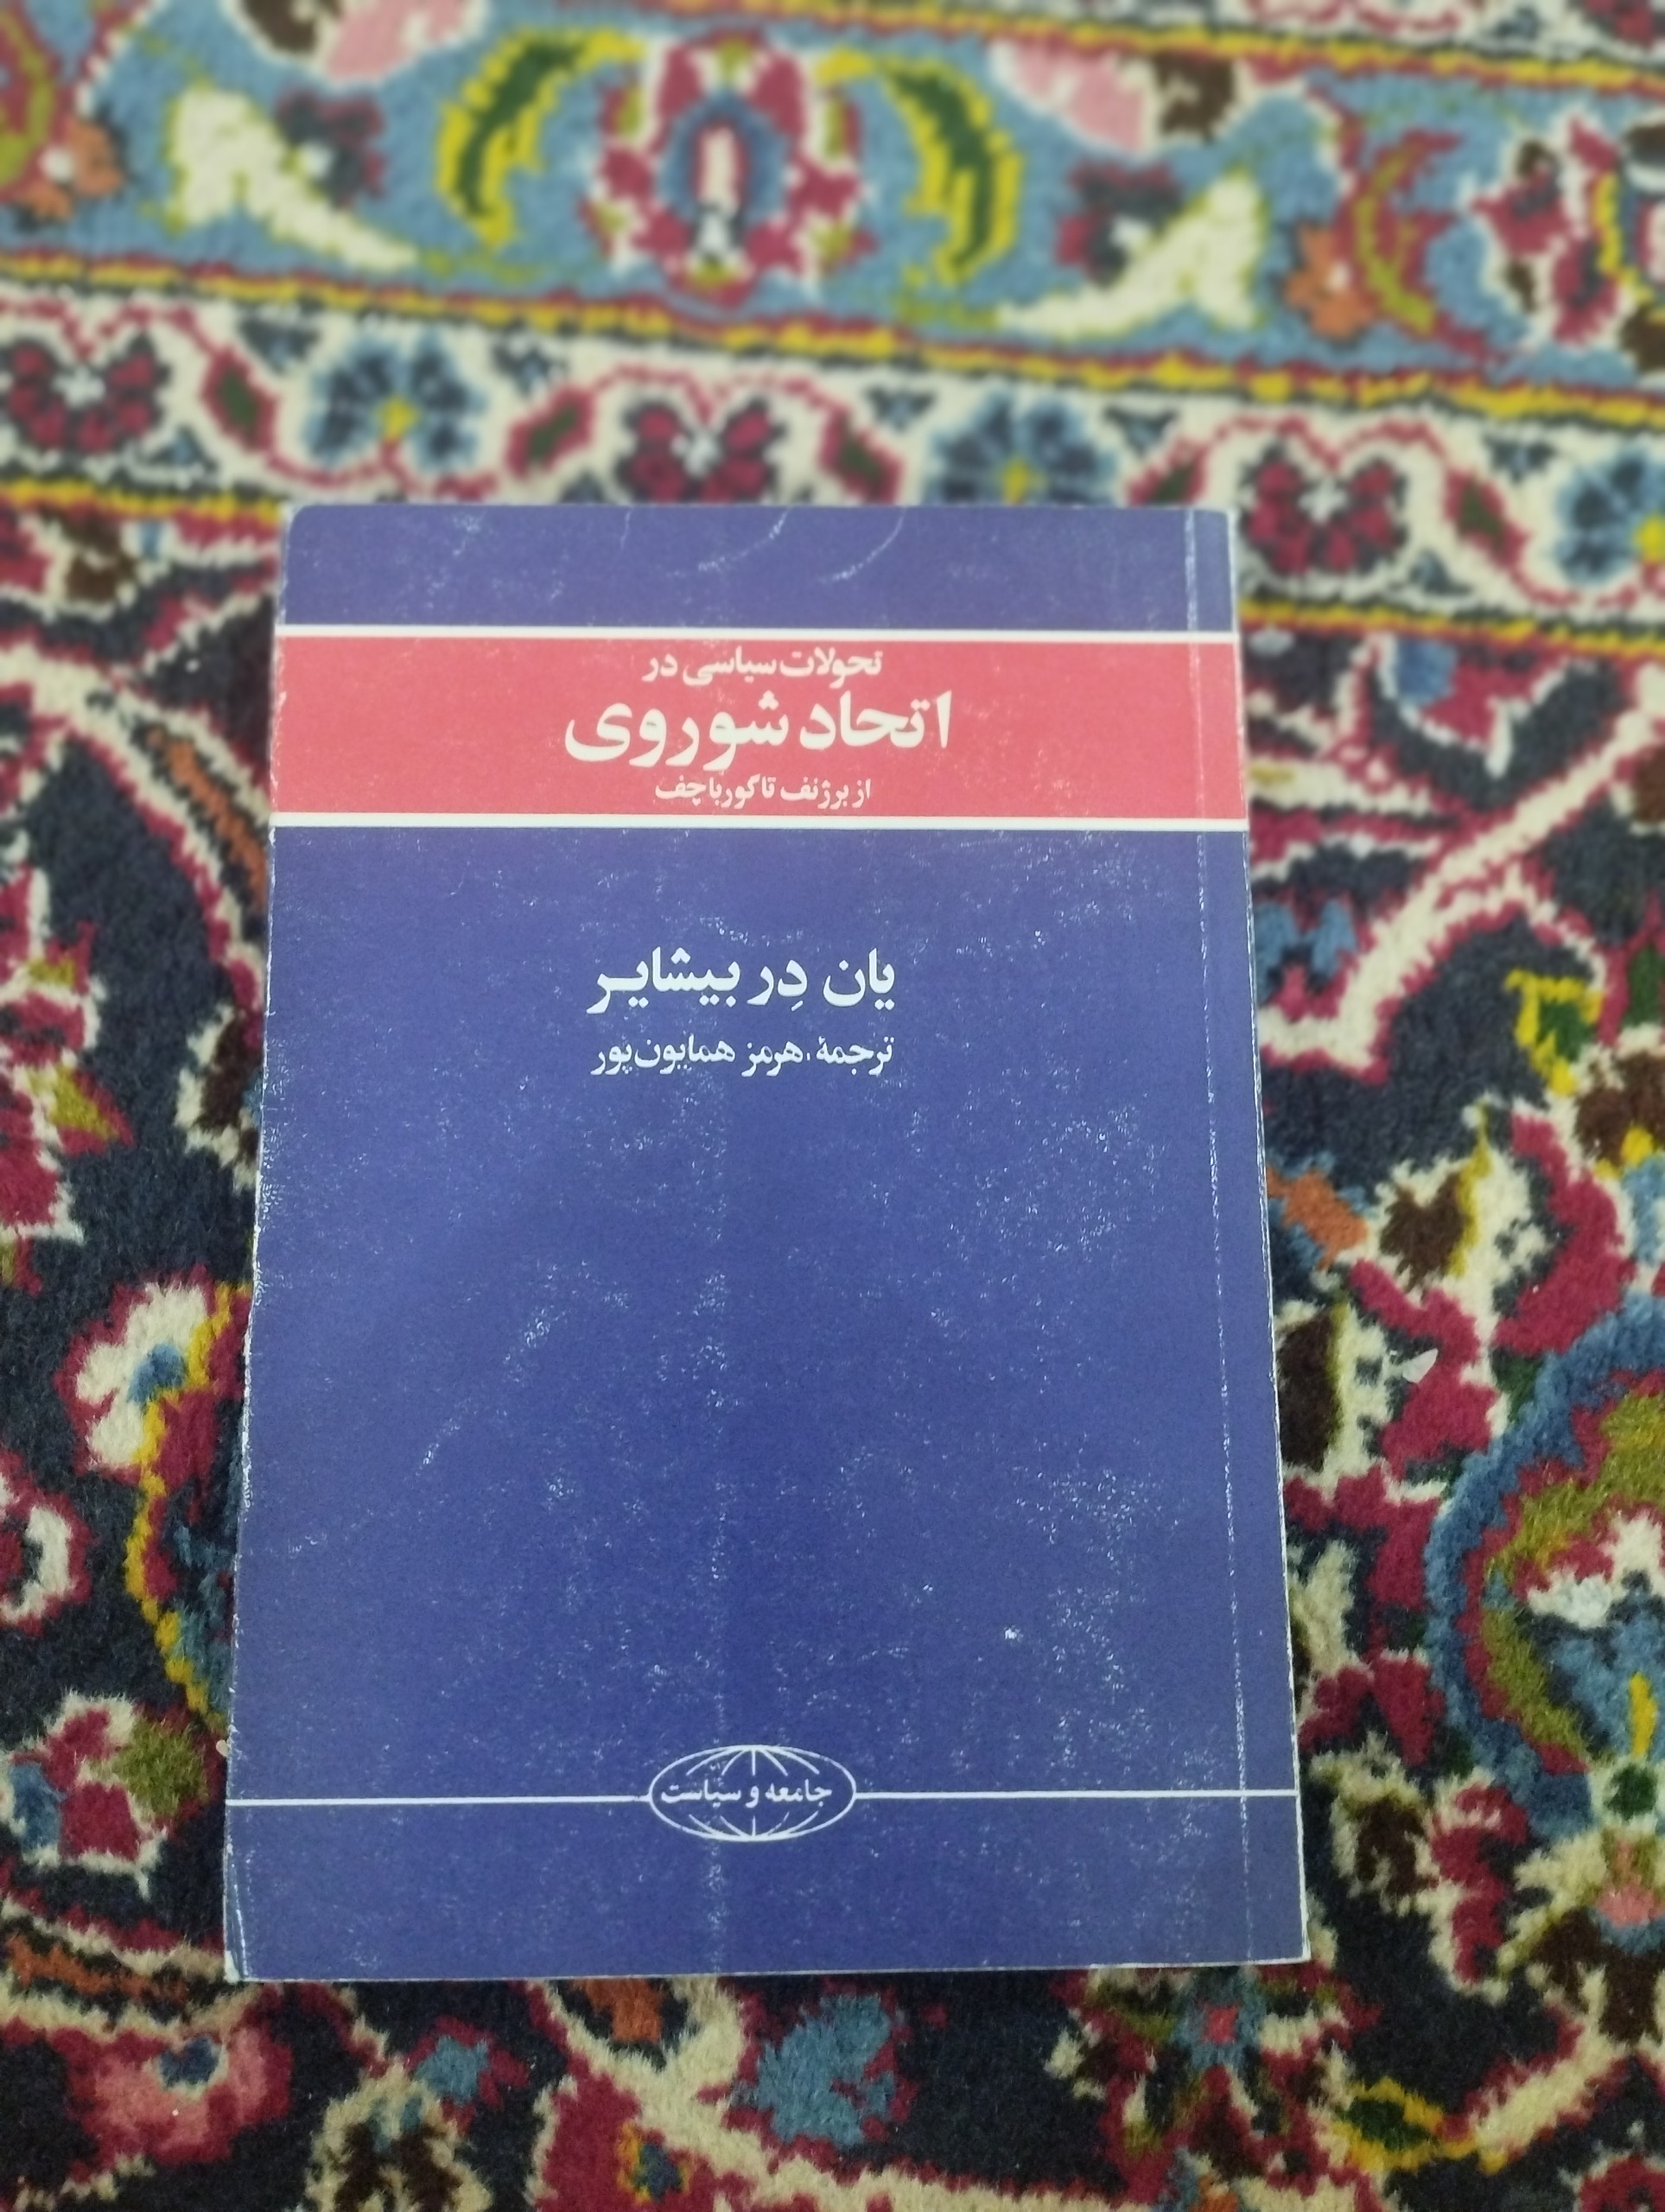 تحولات سیاسی در
اتحاد شوروی
از برژنف تا گورباچف
یان دِر بیشایر
ترجمهٔ، هرمز همایون‌پور
جامعه و سیاست